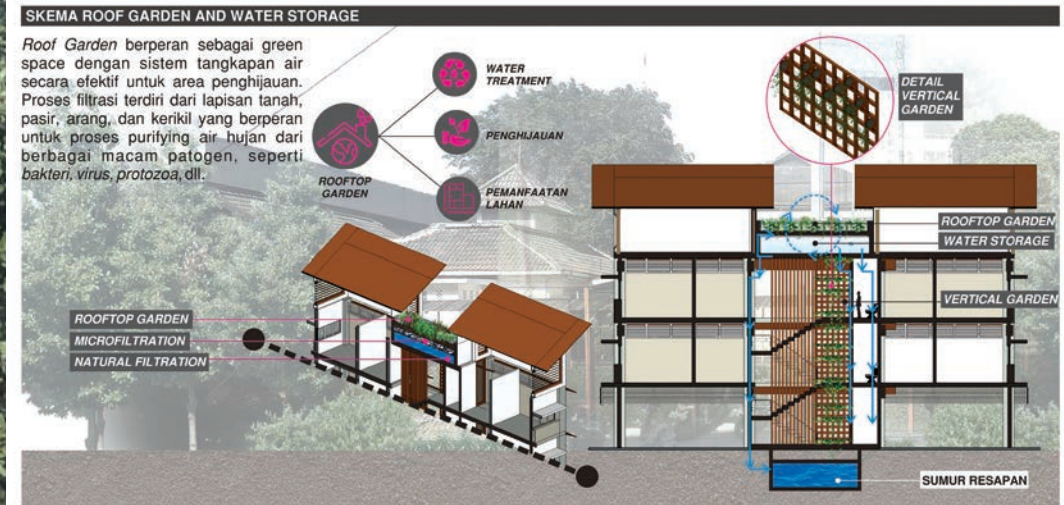 SKEMA ROOF GARDEN AND WATER STORAGE
Roof Garden berperan sebagai green
space dengan sistem tangkapan air
secara efektif untuk area penghijauan.
Proses filtrasi terdiri dari lapisan tanah,
pasir, arang, dan kerikil yang berperan
untuk proses purifying air hujan dari
berbagai macam patogen, seperti
bakteri, virus, protozoa, dll.
ROOFTOP
GARDEN
WATER
TREATMENT
PENGHIJAUAN
PEMANFAATAN
LAHAN
DETAIL
VERTICAL
GARDEN
ROOFTOP GARDEN
MICROFILTRATION
NATURAL FILTRATION
ROOFTOP GARDEN
WATER STORAGE
VERTICAL GARDEN
SUMUR RESAPAN